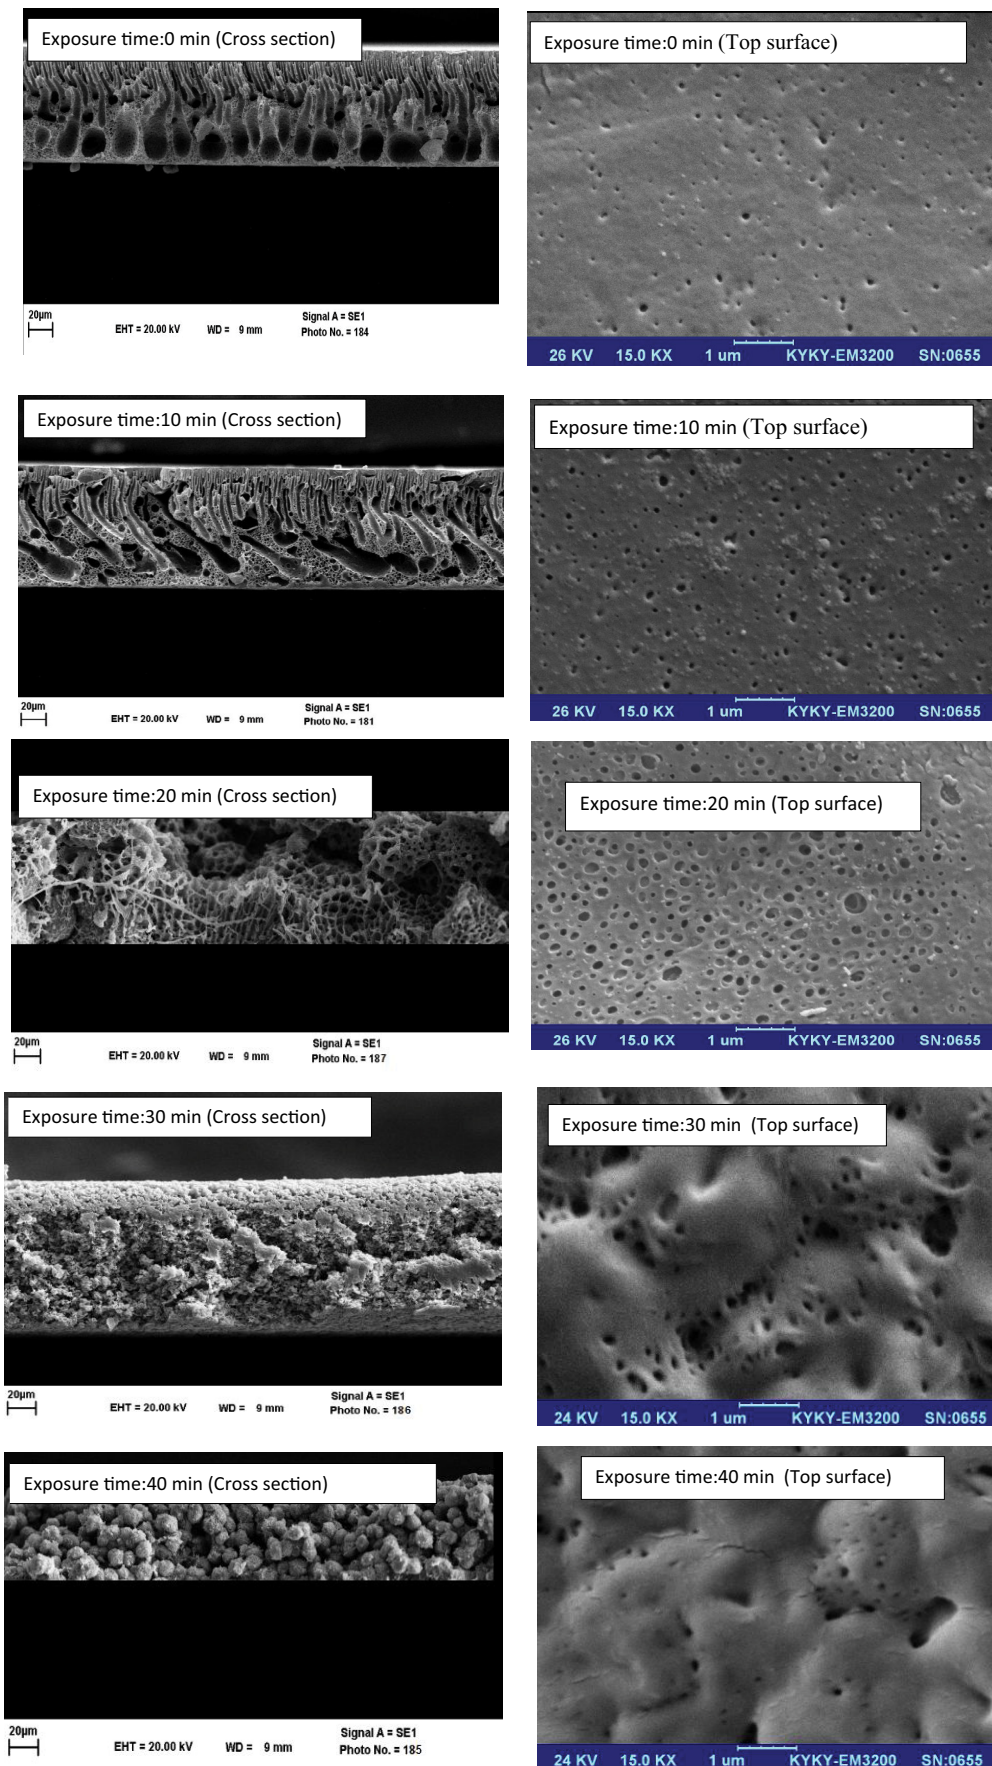 Exposure time:0 min (Cross section)
Exposure time:0 min (Top surface)
20µm
EHT = 20.00 kV WD = 9 mm
Signal A = SE1
Photo No. = 184
26 KV 15.0 KX 1 um KYKY-EM3200 SN:0655
Exposure time:10 min (Cross section)
Exposure time:10 min (Top surface)
20µm
EHT = 20.00 kV WD = 9 mm
Signal A = SE1
Photo No. = 181
26 KV 15.0 KX 1 um KYKY-EM3200 SN:0655
Exposure time:20 min (Cross section)
Exposure time:20 min (Top surface)
20µm
EHT = 20.00 kV WD = 9 mm
Signal A = SE1
Photo No. = 187
26 KV 15.0 KX 1 um KYKY-EM3200 SN:0655
Exposure time:30 min (Cross section)
Exposure time:30 min (Top surface)
20µm
EHT = 20.00 kV WD = 9 mm
Signal A = SE1
Photo No. = 186
24 KV 15.0 KX 1 um KYKY-EM3200 SN:0655
Exposure time:40 min (Cross section)
Exposure time:40 min (Top surface)
20µm
EHT = 20.00 kV WD = 9 mm
Signal A = SE1
Photo No. = 185
24 KV 15.0 KX 1 um KYKY-EM3200 SN:0655